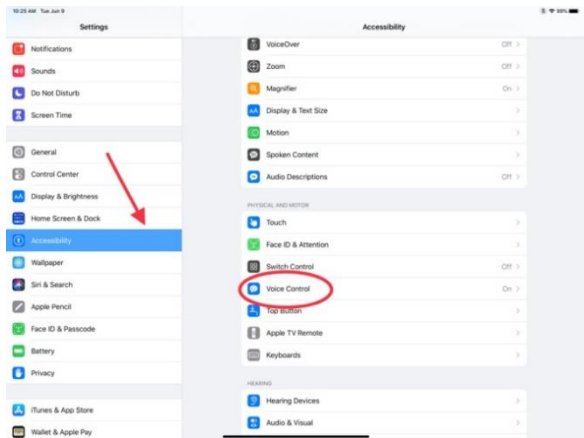 10:25 AM Tue Jun 9
Settings
Notifications
Sounds
Do Not Disturb
Screen Time
General
Control Center
Display & Brightness
Home Screen & Dock
Accessibility
Wallpaper
Siri & Search
Apple Pencil
Face ID & Passcode
Battery
Privacy
iTunes & App Store
Wallet & Apple Pay
Accessibility
VoiceOver Off
Zoom Off
Magnifier On
Display & Text Size
Motion
Spoken Content
Audio Descriptions Off
PHYSICAL AND MOTOR
Touch
Face ID & Attention
Switch Control Off
Voice Control On
Top Button
Apple TV Remote
Keyboards
HEARING
Hearing Devices
Audio & Visual